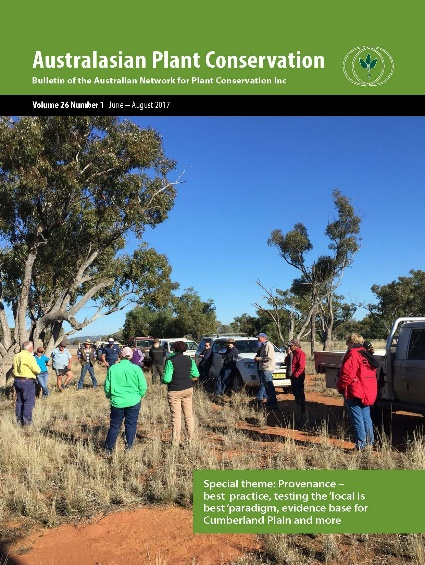 Australasian Plant Conservation
Bulletin of the Australian Network for Plant Conservation Inc
Volume 26 Number 1 June – August 2017
Special theme: Provenance –
best practice, testing the ‘local is
best ’paradigm, evidence base for
Cumberland Plain and more